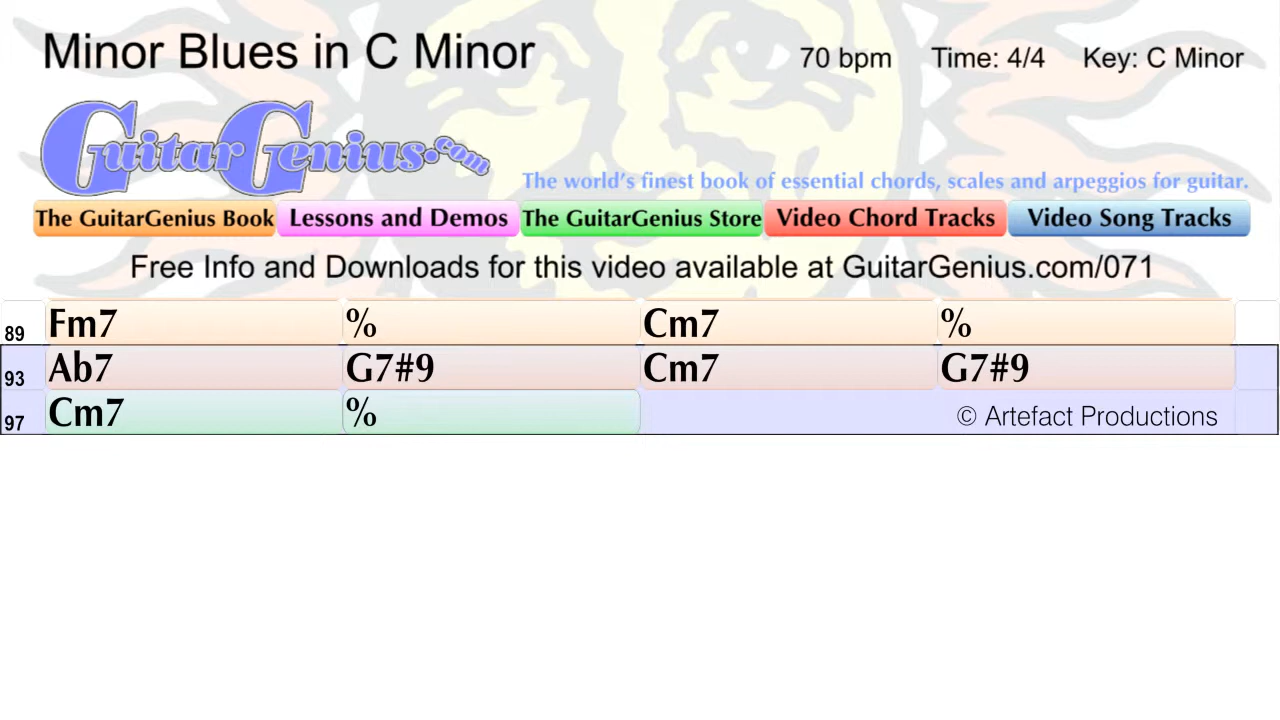 Minor Blues in C Minor
70 bpm Time: 4/4 Key: C Minor
GuitarGenius.com
The world's finest book of essential chords, scales and arpeggios for guitar.
The GuitarGenius Book Lessons and Demos The GuitarGenius Store Video Chord Tracks Video Song Tracks
Free Info and Downloads for this video available at GuitarGenius.com/071
89 Fm7 % Cm7 %
93 Ab7 G7#9 Cm7 G7#9
97 Cm7 % © Artefact Productions